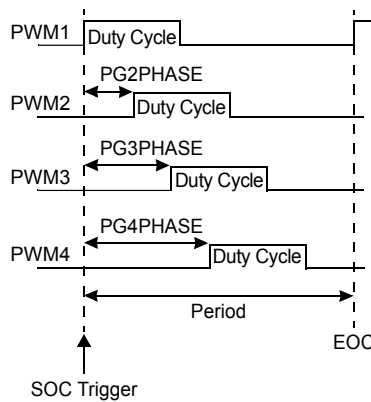 PWM1
Duty Cycle
PG2PHASE
PWM2
Duty Cycle
PG3PHASE
PWM3
Duty Cycle
PG4PHASE
PWM4
Duty Cycle
Period
EOC
SOC Trigger